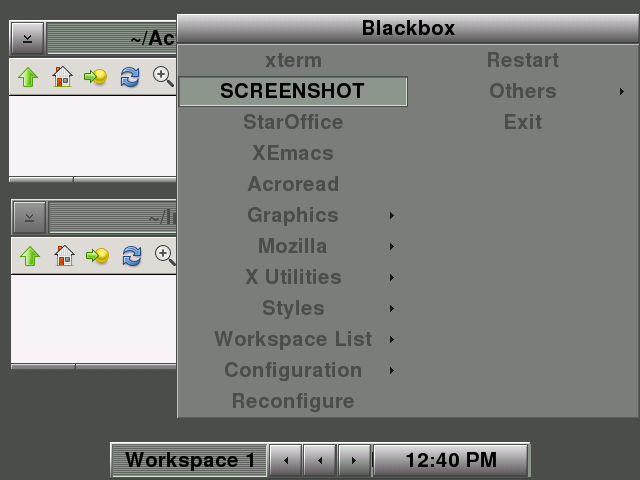 ~/Ac
Blackbox
xterm
SCREENSHOT
StarOffice
XEmacs
Acroread
Graphics
Mozilla
X Utilities
Styles
Workspace List
Configuration
Reconfigure
Restart
Others
Exit
~/I
Workspace 1
12:40 PM